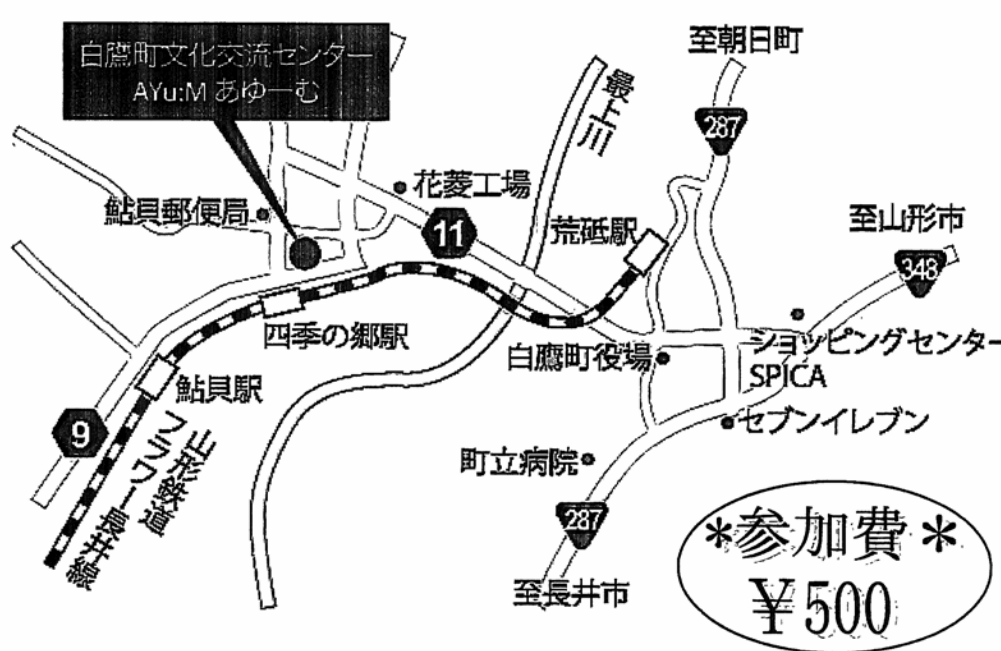 白鷹町文化交流センター
AYu:M あゆーむ
至朝日町
最上川
287
鮎貝郵便局
花菱工場
11
荒砥駅
至山形市
348
四季の郷駅
白鷹町役場
ショッピングセンター
SPICA
鮎貝駅
9
山形鉄道
フラワー長井線
セブンイレブン
町立病院
287
至長井市
*参加費*
¥500